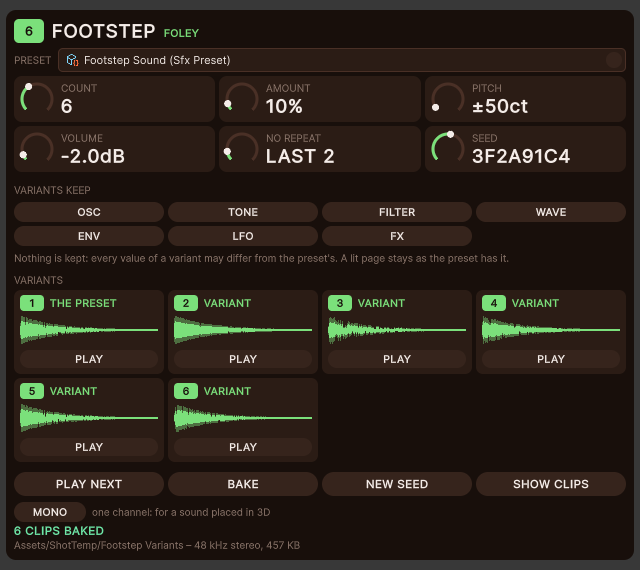 6 FOOTSTEP FOLEY
PRESET Footstep Sound (Sfx Preset)
COUNT
6
AMOUNT
10%
PITCH
±50ct
VOLUME
-2.0dB
NO REPEAT
LAST 2
SEED
3F2A91C4
VARIANTS KEEP
OSC TONE FILTER WAVE
ENV LFO FX
Nothing is kept: every value of a variant may differ from the preset's. A lit page stays as the preset has it.
VARIANTS
1 THE PRESET
PLAY
2 VARIANT
PLAY
3 VARIANT
PLAY
4 VARIANT
PLAY
5 VARIANT
PLAY
6 VARIANT
PLAY
PLAY NEXT BAKE NEW SEED SHOW CLIPS
MONO one channel: for a sound placed in 3D
6 CLIPS BAKED
Assets/ShotTemp/Footstep Variants – 48 kHz stereo, 457 KB